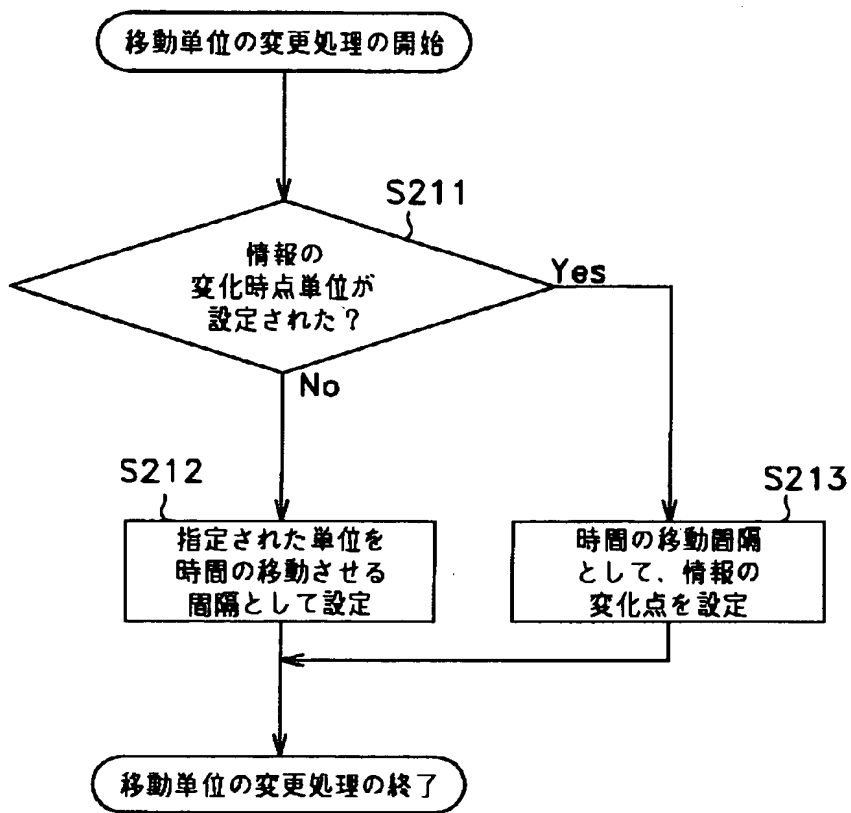 移動単位の変更処理の開始
S211
情報の
変化時点単位が
設定された?
Yes
No
S212
指定された単位を
時間の移動させる
間隔として設定
S213
時間の移動間隔
として、情報の
変化点を設定
移動単位の変更処理の終了